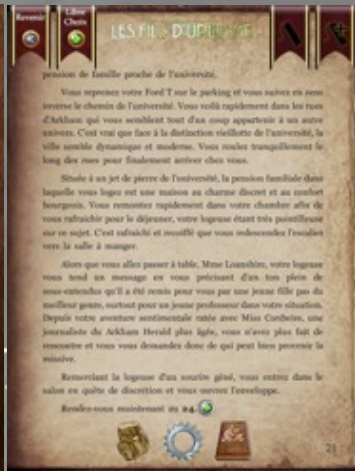 Revenir
Libre
Choix
LES FILS D'UPERCRAFT
pension de famille proche de l'université.
Vous reprenez votre Ford T sur le parking et vous suivez en sens
inverse le chemin de l'université. Vous voilà rapidement dans les rues
d'Arkham qui vous semblent tout d'un coup appartenir à un autre
univers. C'est vrai que face à la distinction vieillotte de l'université, la
ville semble dynamique et moderne. Vous roulez tranquillement le
long des rues pour finalement arriver chez vous.
Située à un jet de pierre de l'université, la pension familiale dans
laquelle vous logez est une maison au charme discret et au confort
bourgeois. Vous remontez rapidement dans votre chambre afin de
vous rafraichir pour le déjeuner, votre logeuse étant très pointilleuse
sur ce sujet. C'est rafraichi et recoiffé que vous redescendez l'escalier
vers la salle à manger.
Alors que vous allez passer à table, Mme Loanshire, votre logeuse
vous tend un message en vous précisant d'un ton plein de
sous-entendus qu'il a été remis pour vous par une jeune fille pas du
meilleur genre, surtout pour un jeune professeur dans votre situation.
Depuis votre aventure sentimentale ratée avec Miss Cordheim, une
journaliste du Arkham Herald plus âgée, vous n'avez plus fait de
rencontre et vous vous demandez donc de qui peut bien provenir la
missive.
Remerciant la logeuse d'un sourire gêné, vous entrez dans le
salon en quête de discrétion et vous ouvrez l'enveloppe.
Rendez-vous maintenant au 24.
21